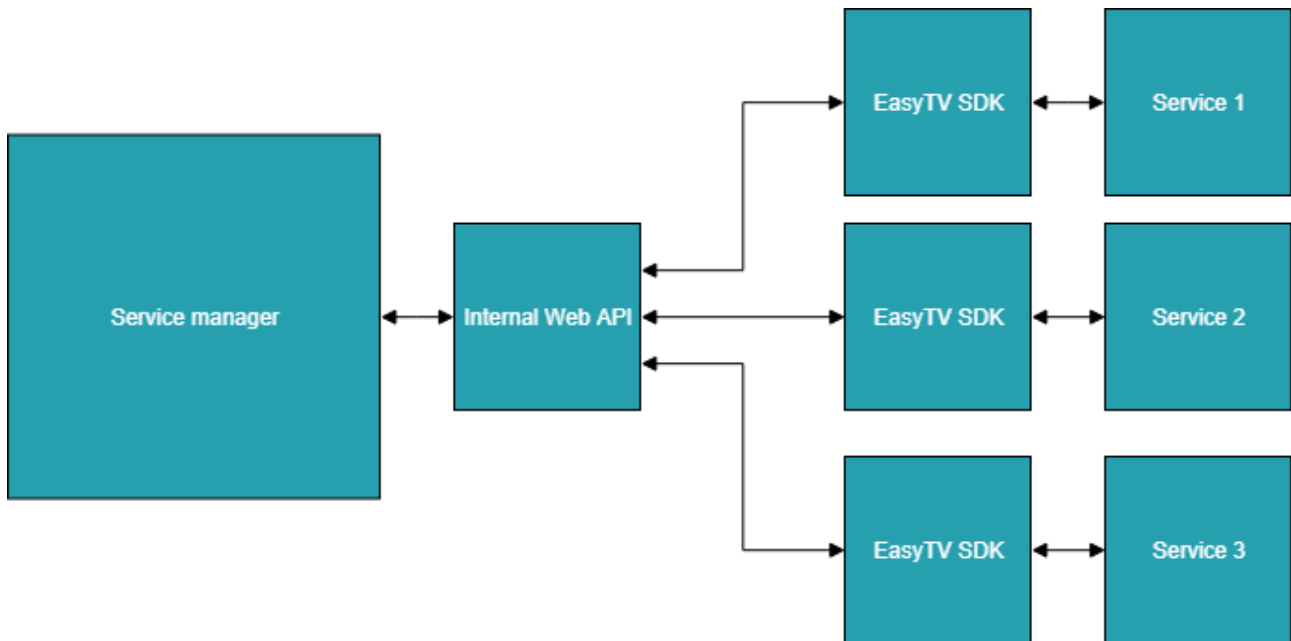 EasyTV SDK
Service 1
Service manager
Internal Web API
EasyTV SDK
Service 2
EasyTV SDK
Service 3